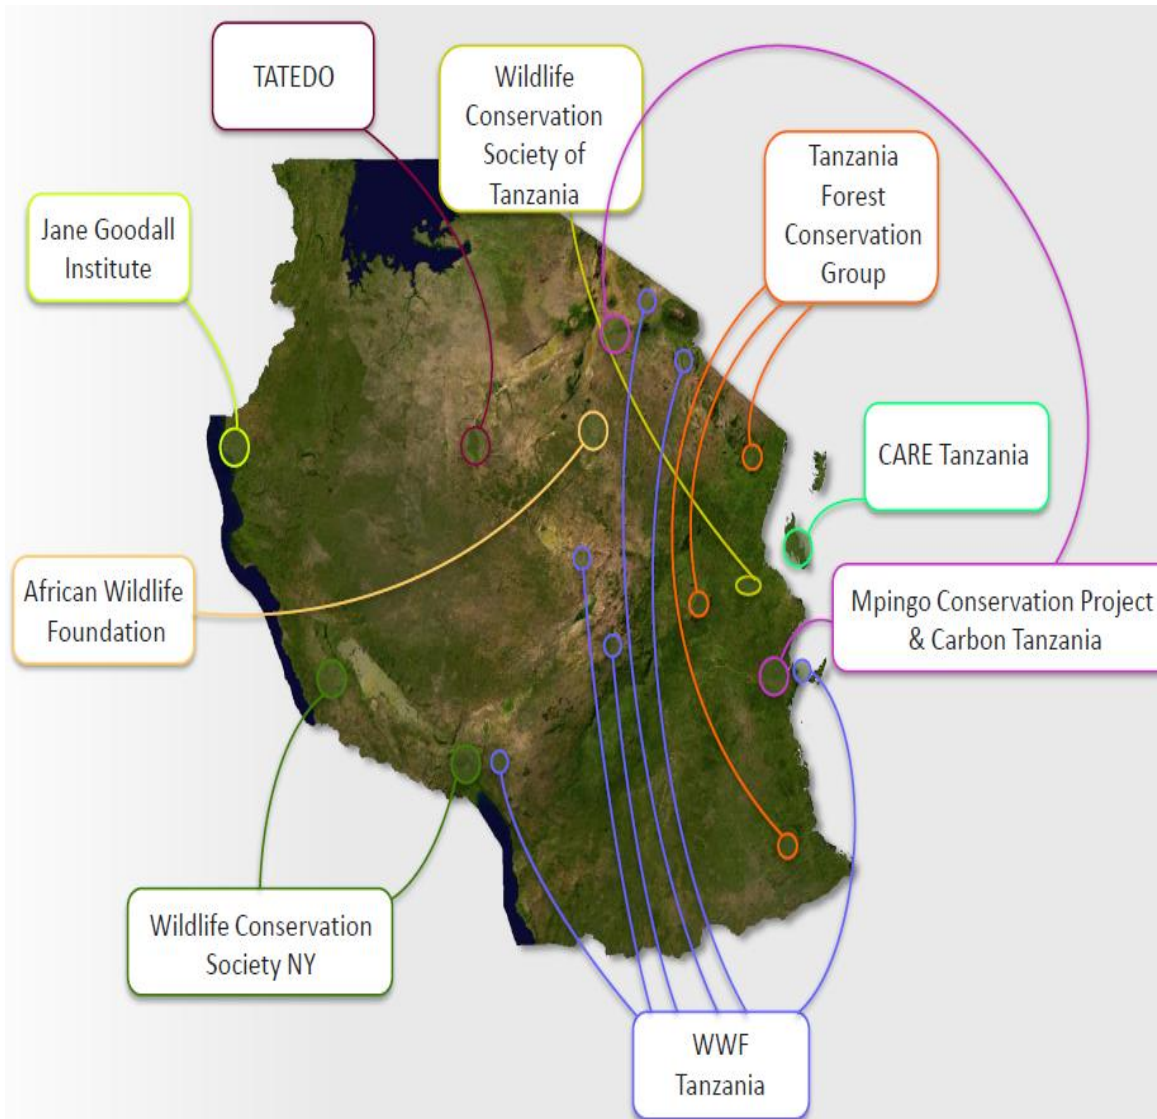 TATEDO
Wildlife
Conservation
Society of
Tanzania
Tanzania
Forest
Conservation
Group
Jane Goodall
Institute
CARE Tanzania
African Wildlife
Foundation
Mpingo Conservation Project
& Carbon Tanzania
Wildlife Conservation
Society NY
WWF
Tanzania